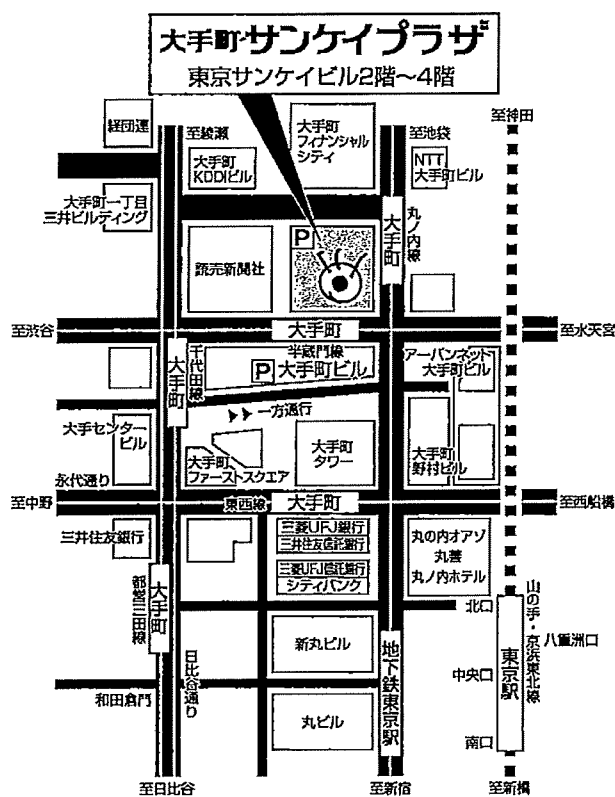 大手町サンケイプラザ
東京サンケイビル2階〜4階
至神田
経団連
至綾瀬
大手町
フィナンシャル
シティ
至池袋
大手町
KDDIビル
NTT
大手町ビル
大手町一丁目
三井ビルディング
大手町
丸ノ内線
P
読売新聞社
至渋谷
大手町
至水天宮
半蔵門線
P 大手町ビル
千代田線
大手町
アーバンネット
大手町ビル
一方通行
大手センター
ビル
大手町
ファーストスクエア
大手町
タワー
大手町
野村ビル
永代通り
至中野
東西線
大手町
至西船橋
三井住友銀行
三菱UFJ銀行
三井住友信託銀行
三菱UFJ信託銀行
シティバンク
丸の内オアゾ
丸善
丸ノ内ホテル
大手町
都営三田線
北口
山の手・京浜東北線
八重洲口
新丸ビル
地下鉄東京駅
中央口
東京駅
日比谷通り
和田倉門
丸ビル
南口
至日比谷
至新宿
至新橋